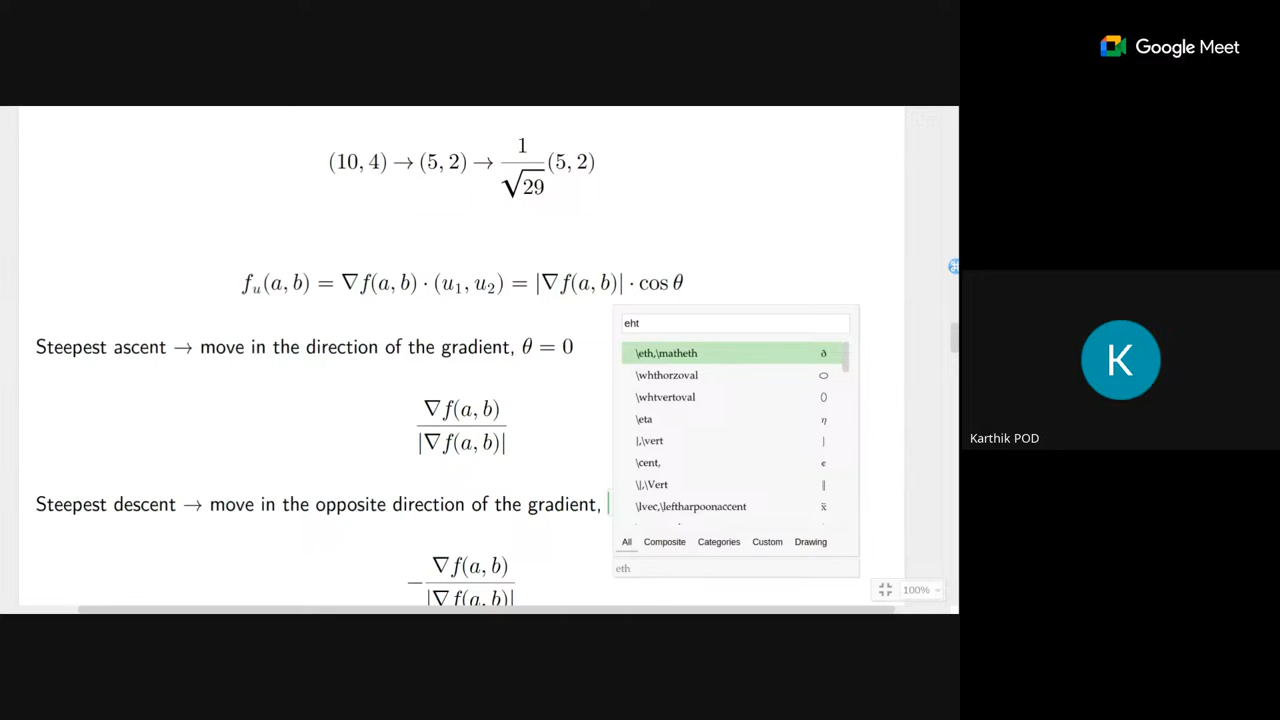 Google Meet
(10, 4) → (5, 2) → 1/√29 (5, 2)
f_u(a, b) = ∇f(a, b) · (u₁, u₂) = |∇f(a, b)| · cos θ
eht
\eth,\matheth ð
\whthorzoval ⬭
\whtvertoval ⬯
\eta η
|,\vert |
\cent,
\|,\Vert ‖
\lvec,\leftharpoonaccent
Steepest ascent → move in the direction of the gradient, θ = 0
∇f(a, b)
|∇f(a, b)|
Steepest descent → move in the opposite direction of the gradient,
All Composite Categories Custom Drawing
eth
−∇f(a, b)
|∇f(a, b)|
100%
K
Karthik POD